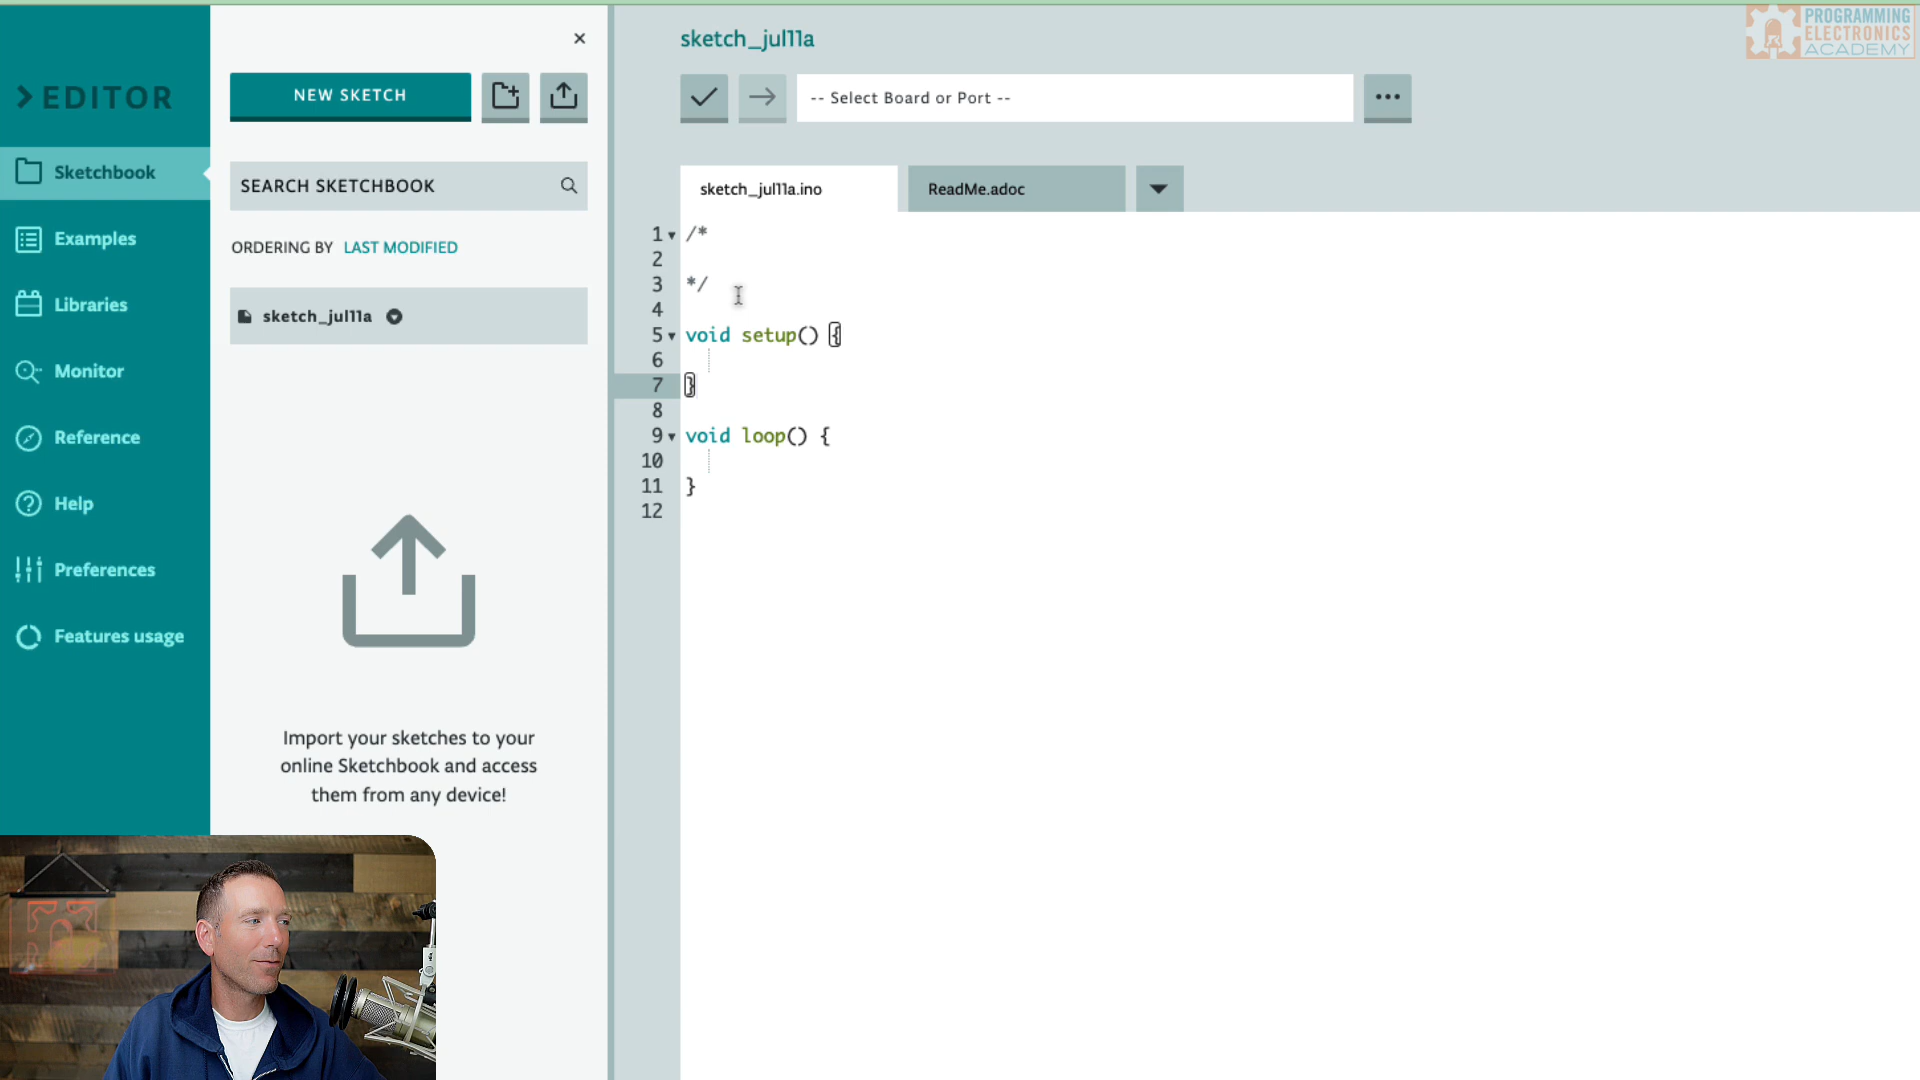 EDITOR
Sketchbook
Examples
Libraries
Monitor
Reference
Help
Preferences
Features usage
NEW SKETCH
SEARCH SKETCHBOOK
ORDERING BY LAST MODIFIED
sketch_jul11a
Import your sketches to your
online Sketchbook and access
them from any device!
sketch_jul11a
-- Select Board or Port --
sketch_jul11a.ino
ReadMe.adoc
1 /*
2
3 */
4
5 void setup() {
6
7 }
8
9 void loop() {
10
11 }
12
PROGRAMMING
ELECTRONICS
ACADEMY